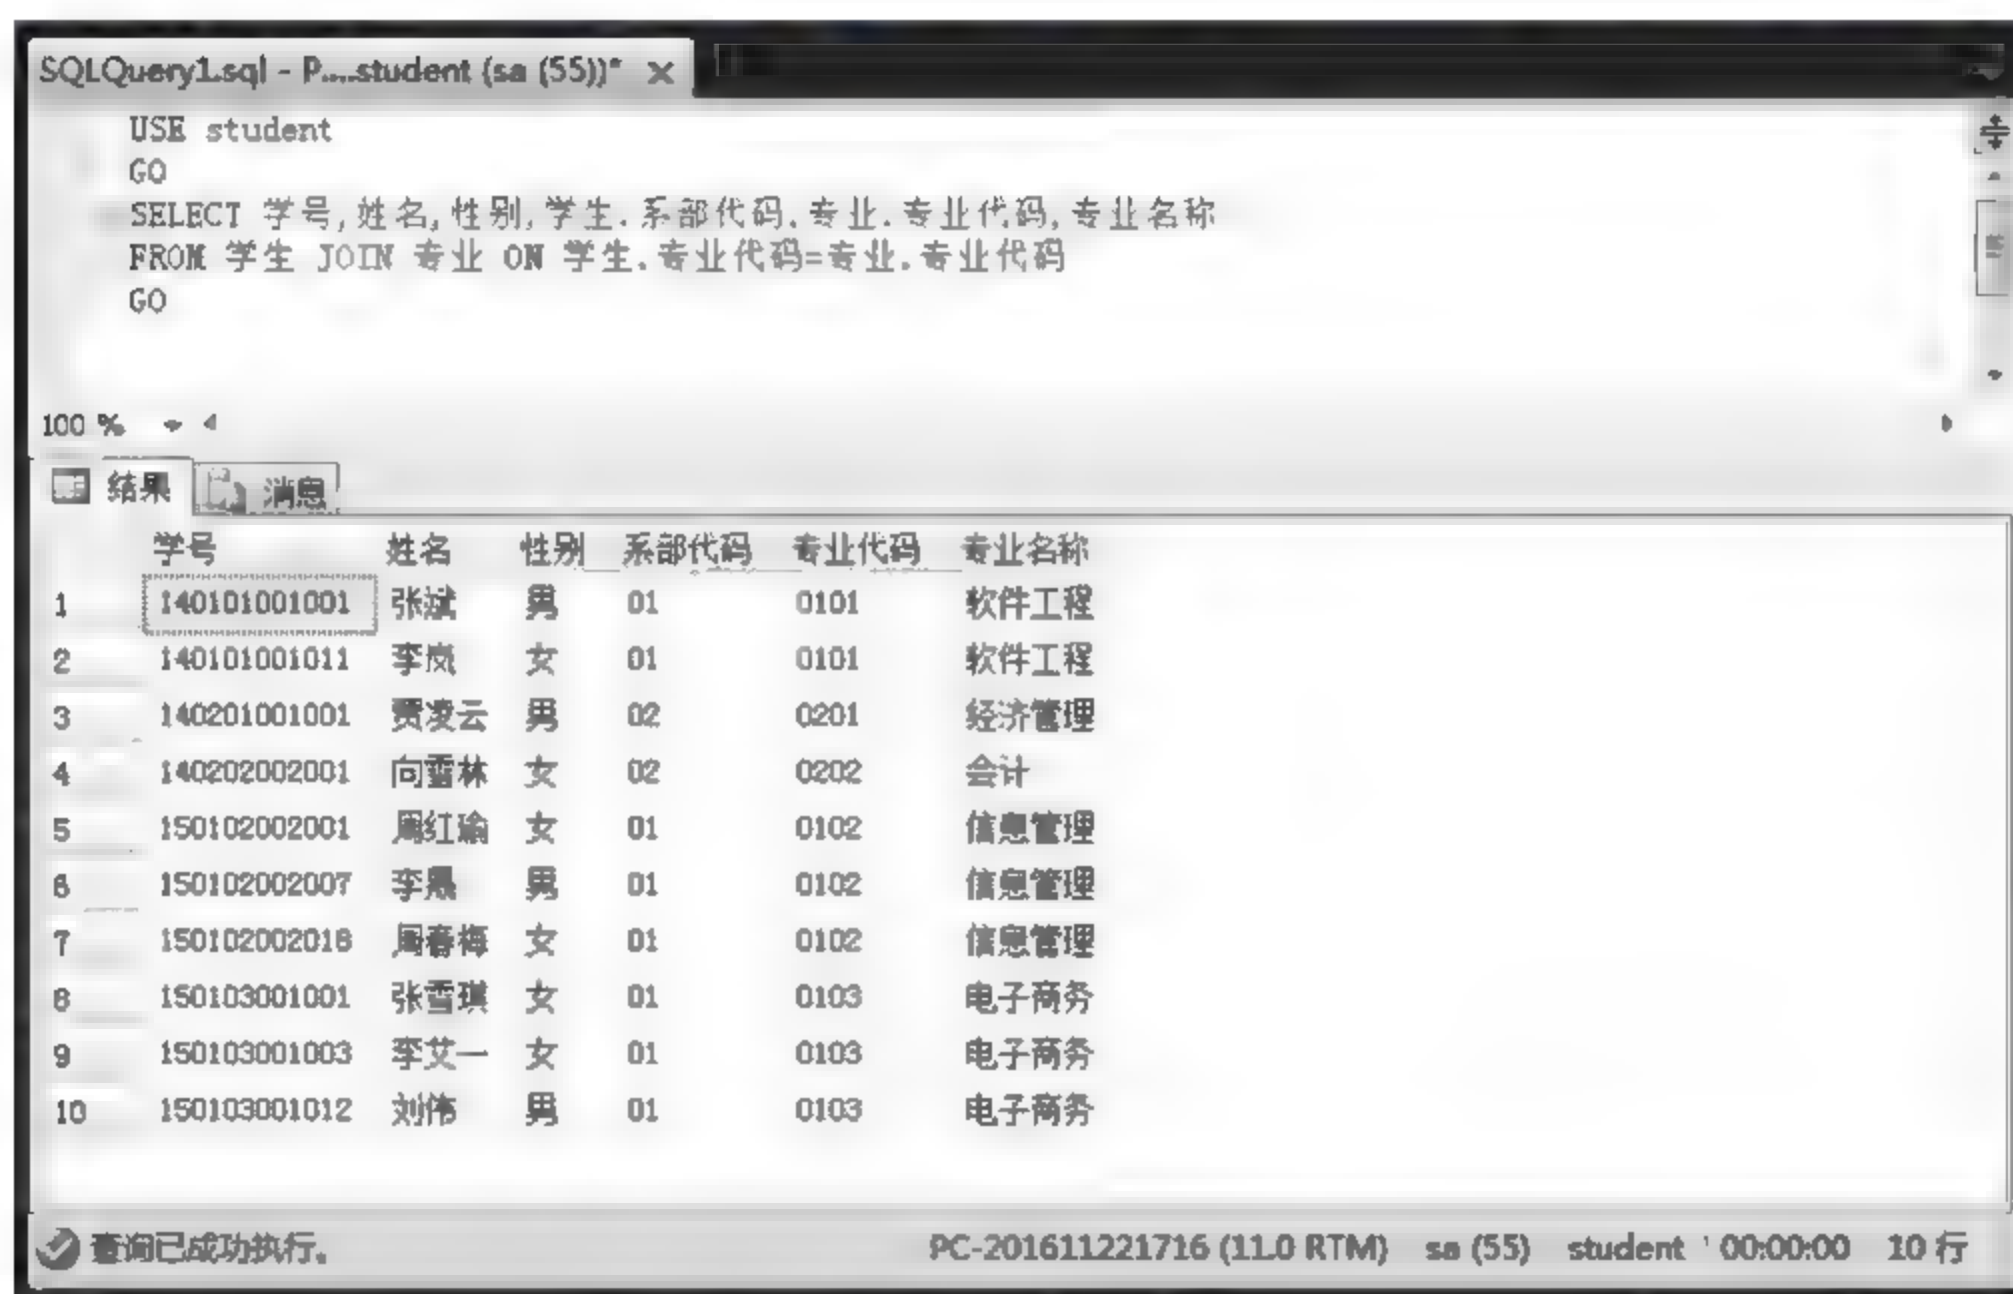 SQLQuery1.sql - P.....student (sa (55))* ×
USE student
GO
SELECT 学号,姓名,性别,学生.系部代码,专业.专业代码,专业名称
FROM 学生 JOIN 专业 ON 学生.专业代码=专业.专业代码
GO
100 %
结果 消息
学号 姓名 性别 系部代码 专业代码 专业名称
1 140101001001 张斌 男 01 0101 软件工程
2 140101001011 李岚 女 01 0101 软件工程
3 140201001001 贾凌云 男 02 0201 经济管理
4 140202002001 向雪林 女 02 0202 会计
5 150102002001 周红瑜 女 01 0102 信息管理
6 150102002007 李晟 男 01 0102 信息管理
7 150102002018 周春梅 女 01 0102 信息管理
8 150103001001 张雪琪 女 01 0103 电子商务
9 150103001003 李艾一 女 01 0103 电子商务
10 150103001012 刘伟 男 01 0103 电子商务
查询已成功执行。 PC-201611221716 (11.0 RTM) sa (55) student 00:00:00 10 行